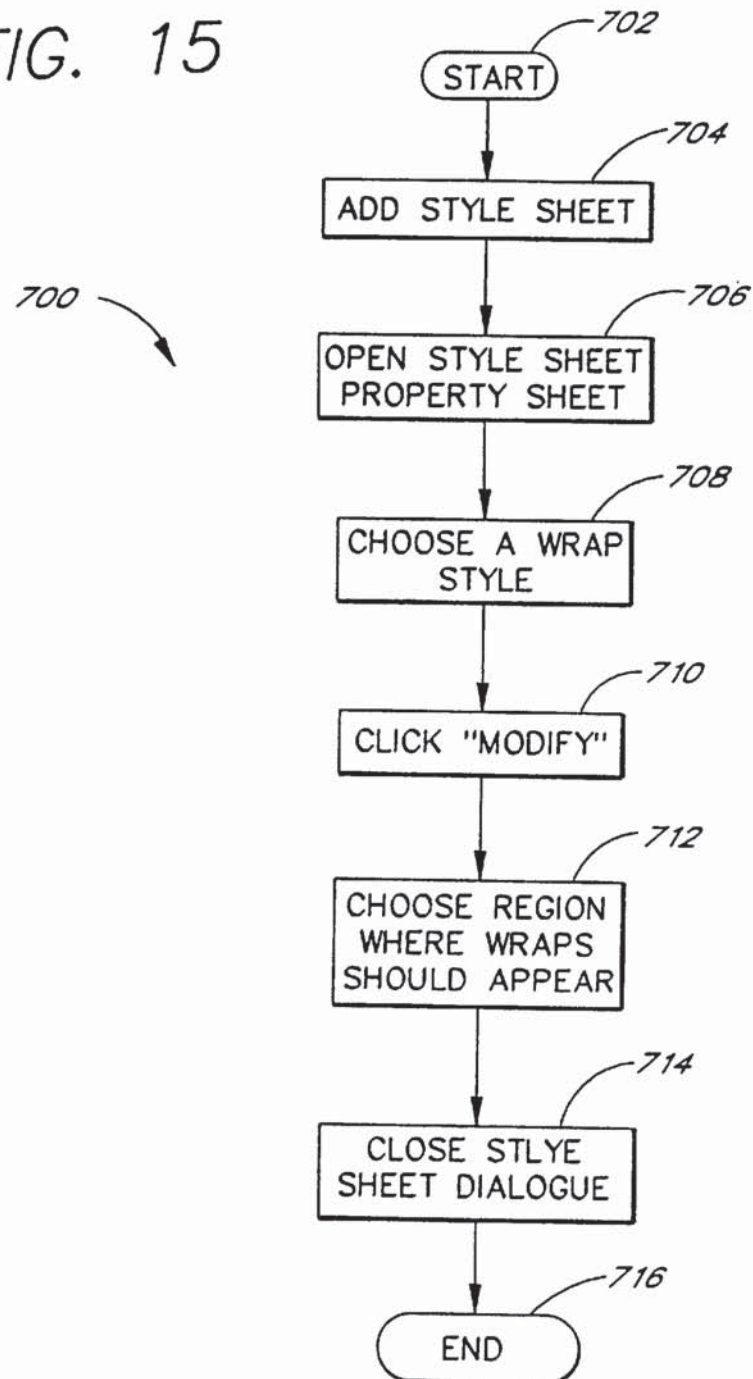 FIG. 15
702
START
704
ADD STYLE SHEET
700
706
OPEN STYLE SHEET
PROPERTY SHEET
708
CHOOSE A WRAP
STYLE
710
CLICK "MODIFY"
712
CHOOSE REGION
WHERE WRAPS
SHOULD APPEAR
714
CLOSE STLYE
SHEET DIALOGUE
716
END